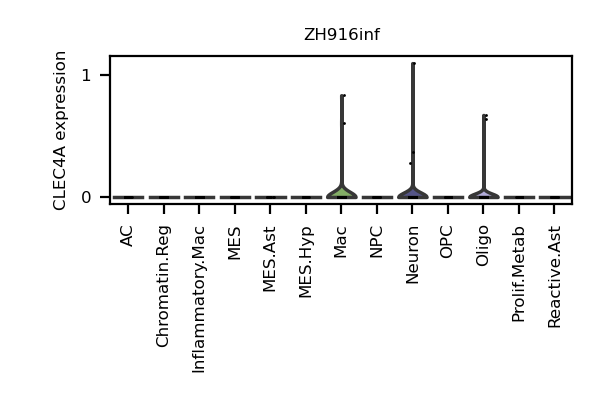 ZH916inf
CLEC4A expression
1
0
AC
Chromatin.Reg
Inflammatory.Mac
MES
MES.Ast
MES.Hyp
Mac
NPC
Neuron
OPC
Oligo
Prolif.Metab
Reactive.Ast